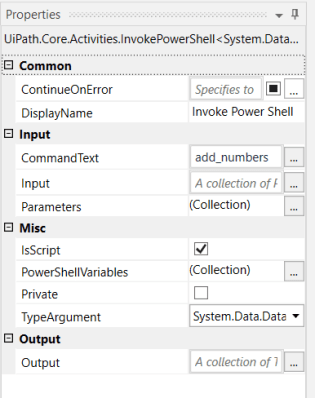 Properties
UiPath.Core.Activities.InvokePowerShell<System.Data...
Common
ContinueOnError Specifies to ...
DisplayName Invoke Power Shell
Input
CommandText add_numbers ...
Input A collection of ...
Parameters (Collection) ...
Misc
IsScript
PowerShellVariables (Collection) ...
Private
TypeArgument System.Data.Data
Output
Output A collection of ...